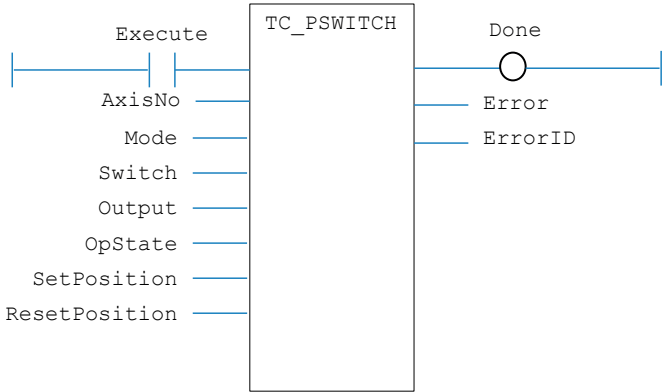 TC_PSWITCH
Execute
Done
AxisNo
Error
Mode
ErrorID
Switch
Output
OpState
SetPosition
ResetPosition